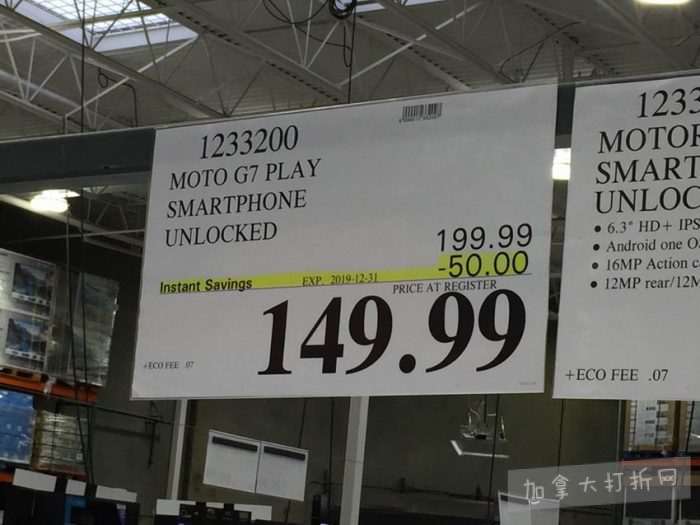 1233200
MOTO G7 PLAY
SMARTPHONE
UNLOCKED
199.99
-50.00
Instant Savings EXP. 2019-12-31
PRICE AT REGISTER
149.99
+ECO FEE .07
1233
MOTOR
SMART
UNLOC
• 6.3" HD+ IPS
• Android one O
• 16MP Action c
• 12MP rear/12M
+ECO FEE .07
加拿大打折网